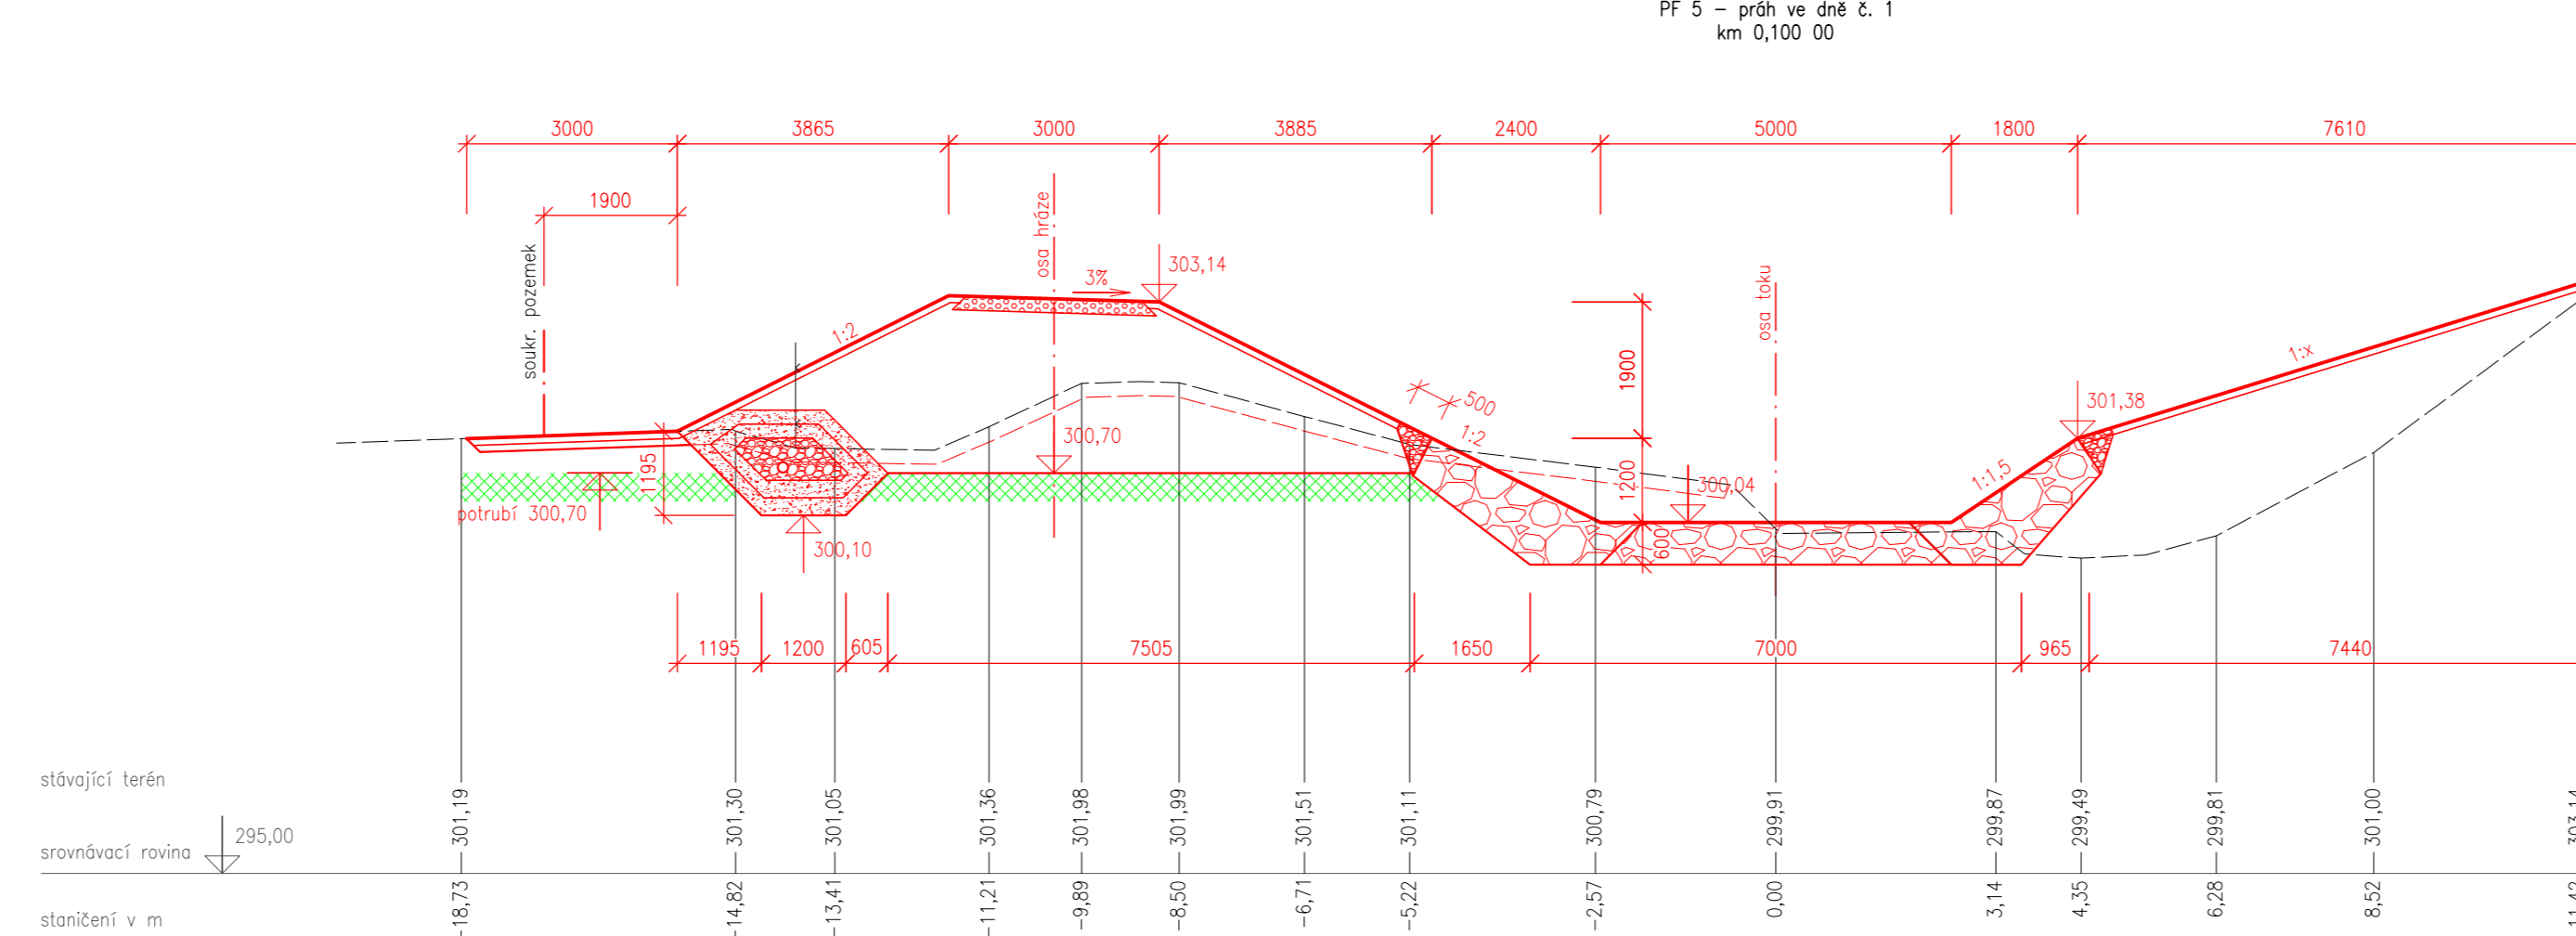 PF 5 – práh ve dně č. 1
km 0,100 00
3000 3865 3000 3885 2400 5000 1800 7610
1900
soukr. pozemek
osa hráze
osa toku
3%
303,14
1:2
1:x
1900
500
1:2
301,38
300,70
1195
1200
300,04
1:1,5
potrubí 300,70
300,10
600
1195 1200 605 7505 1650 7000 965 7440
stávající terén
301,19 301,30 301,05 301,36 301,98 301,99 301,51 301,11 300,79 299,91 299,87 299,49 299,81 301,00 303,14
295,00
srovnávací rovina
-18,73 -14,82 -13,41 -11,21 -9,89 -8,50 -6,71 -5,22 -2,57 0,00 3,14 4,35 6,28 8,52 11,42
staničení v m